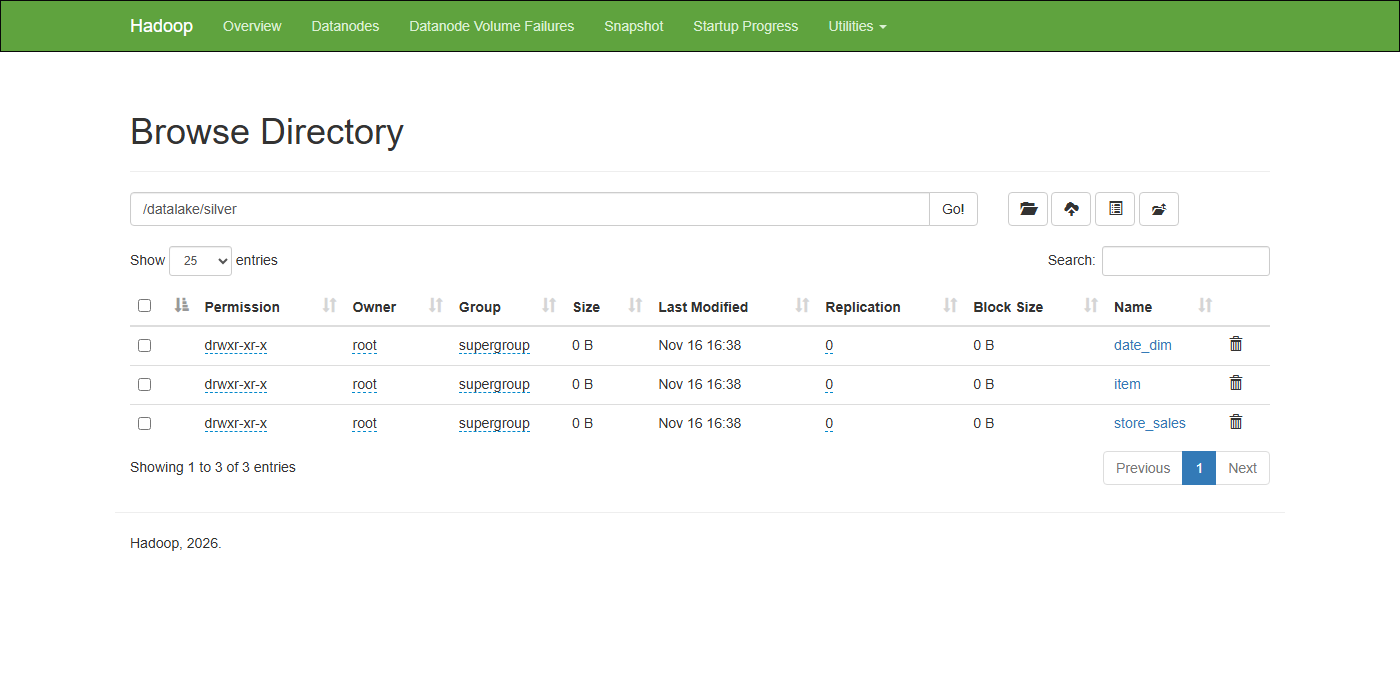 Hadoop Overview Datanodes Datanode Volume Failures Snapshot Startup Progress Utilities
Browse Directory
/datalake/silver Go!
Show 25 entries Search:
Permission Owner Group Size Last Modified Replication Block Size Name
drwxr-xr-x root supergroup 0 B Nov 16 16:38 0 0 B date_dim
drwxr-xr-x root supergroup 0 B Nov 16 16:38 0 0 B item
drwxr-xr-x root supergroup 0 B Nov 16 16:38 0 0 B store_sales
Showing 1 to 3 of 3 entries Previous 1 Next
Hadoop, 2026.